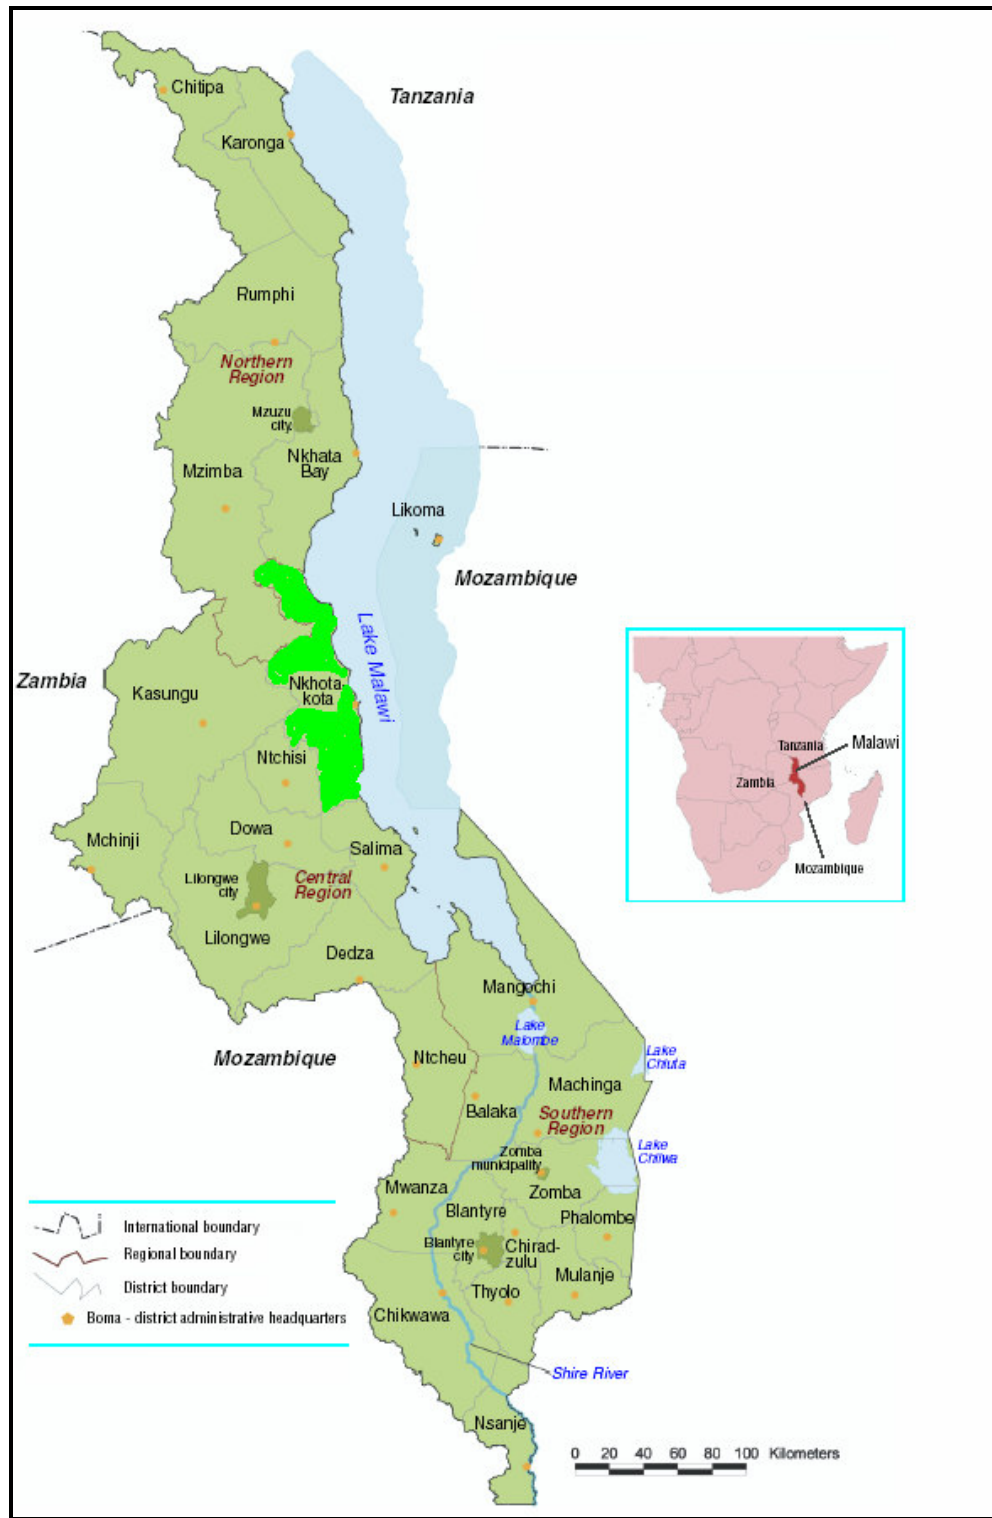 Chitipa
Tanzania
Karonga
Rumphi
Northern
Region
Mzuzu
city
Nkhata
Bay
Mzimba
Likoma
Mozambique
Lake Malawi
Zambia
Kasungu
Nkhota-
kota
Ntchisi
Mchinji
Dowa
Salima
Lilongwe
city
Central
Region
Lilongwe
Dedza
Mangochi
Lake
Malombe
Mozambique
Ntcheu
Lake
Chiuta
Machinga
Balaka
Southern
Region
Zomba
municipality
Lake
Chilwa
Mwanza
Zomba
Blantyre
Phalombe
Blantyre
city
Chirad-
zulu
Mulanje
Thyolo
Chikwawa
Shire River
Nsanje
Tanzania
Malawi
Zambia
Mozambique
International boundary
Regional boundary
District boundary
Boma - district administrative headquarters
0 20 40 60 80 100 Kilometers